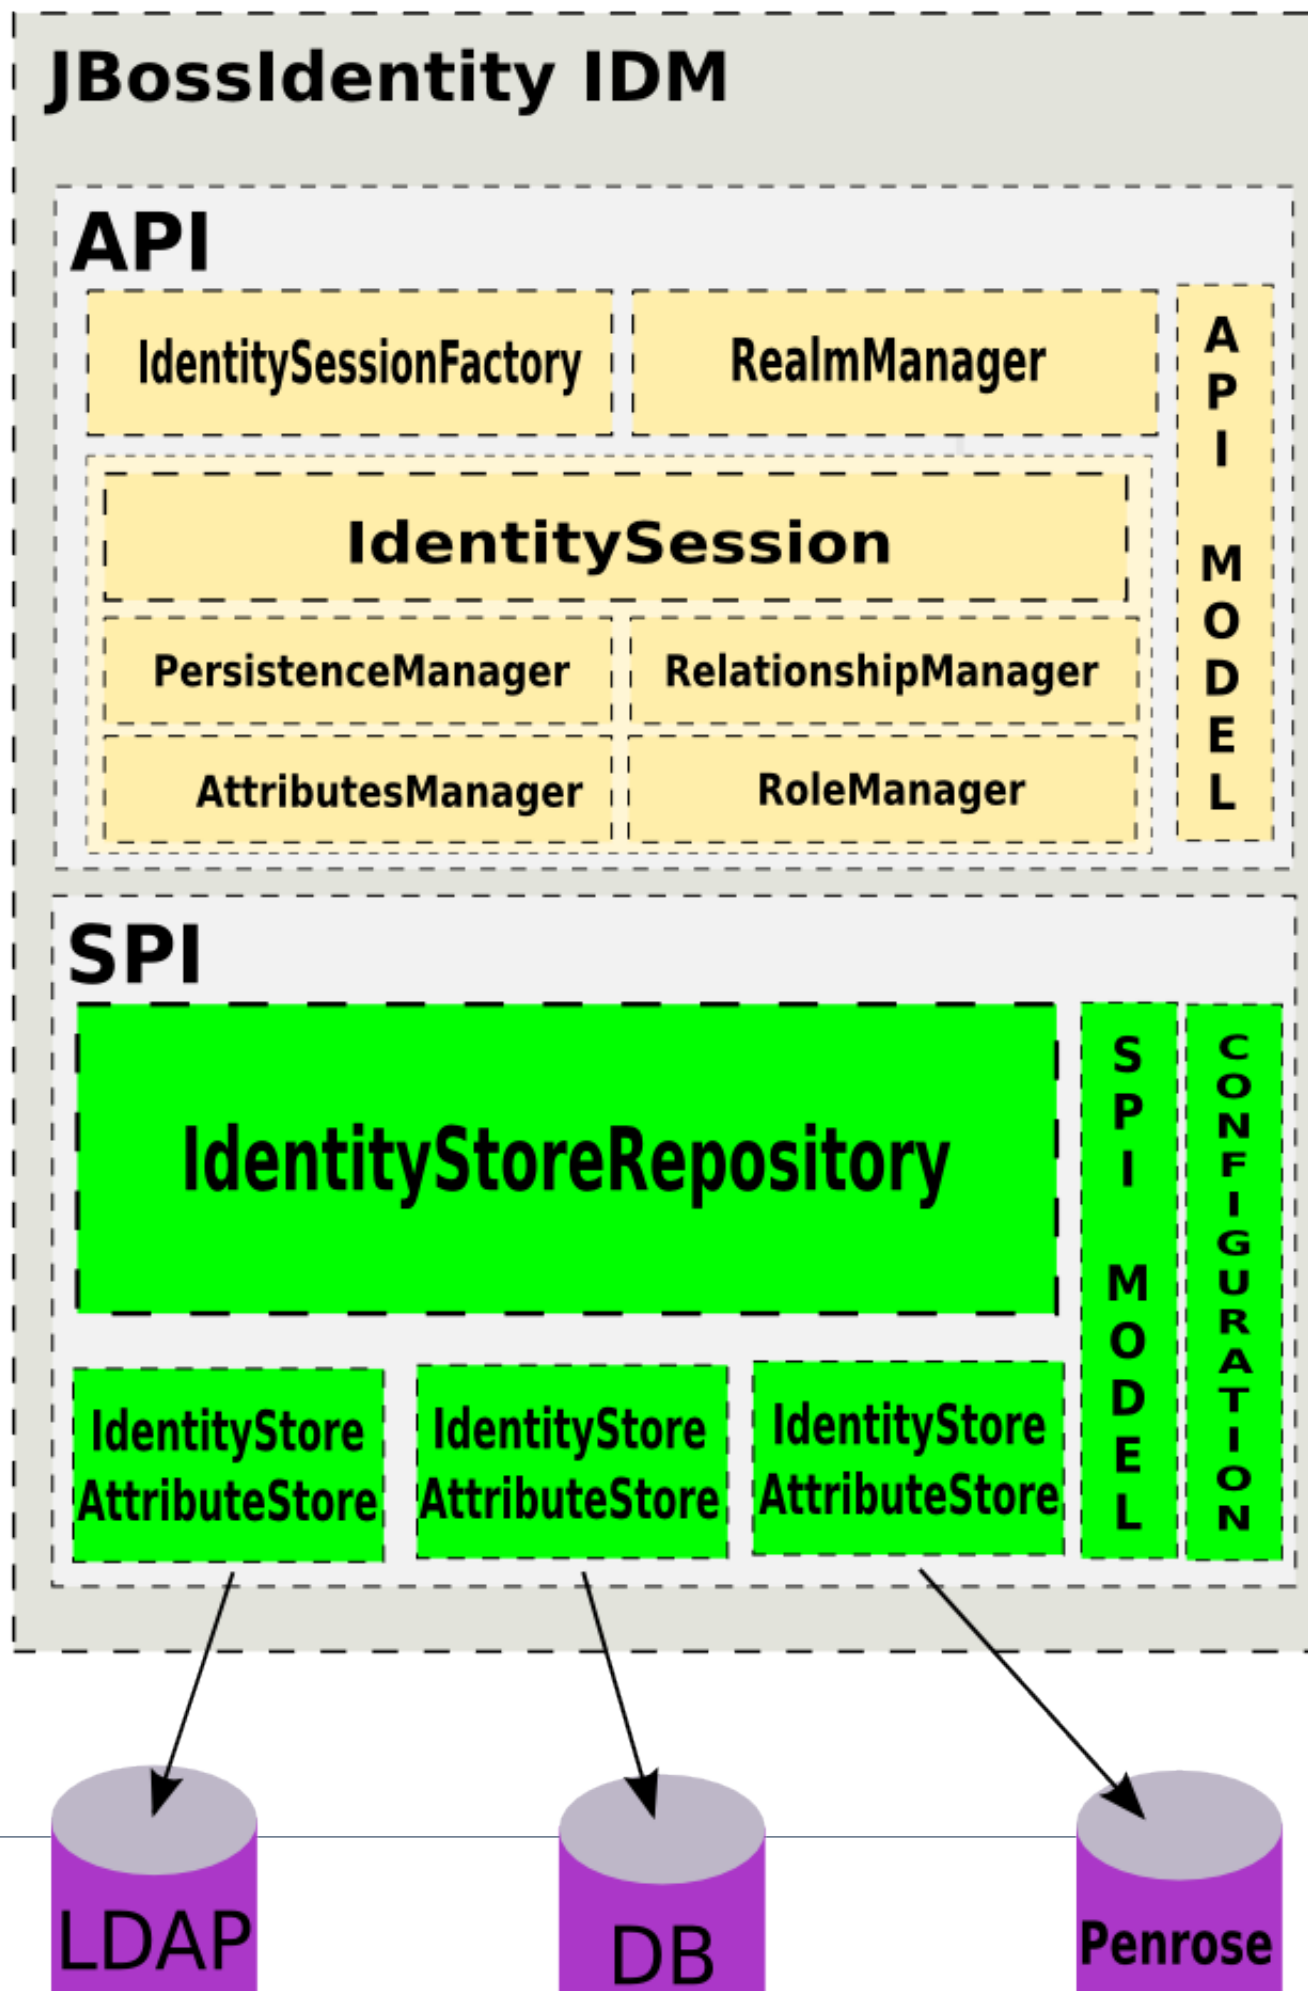 JBossIdentity IDM
API
IdentitySessionFactory
RealmManager
API MODEL
IdentitySession
PersistenceManager
RelationshipManager
AttributesManager
RoleManager
SPI
IdentityStoreRepository
SPI MODEL
CONFIGURATION
IdentityStore
AttributeStore
IdentityStore
AttributeStore
IdentityStore
AttributeStore
LDAP
DB
Penrose